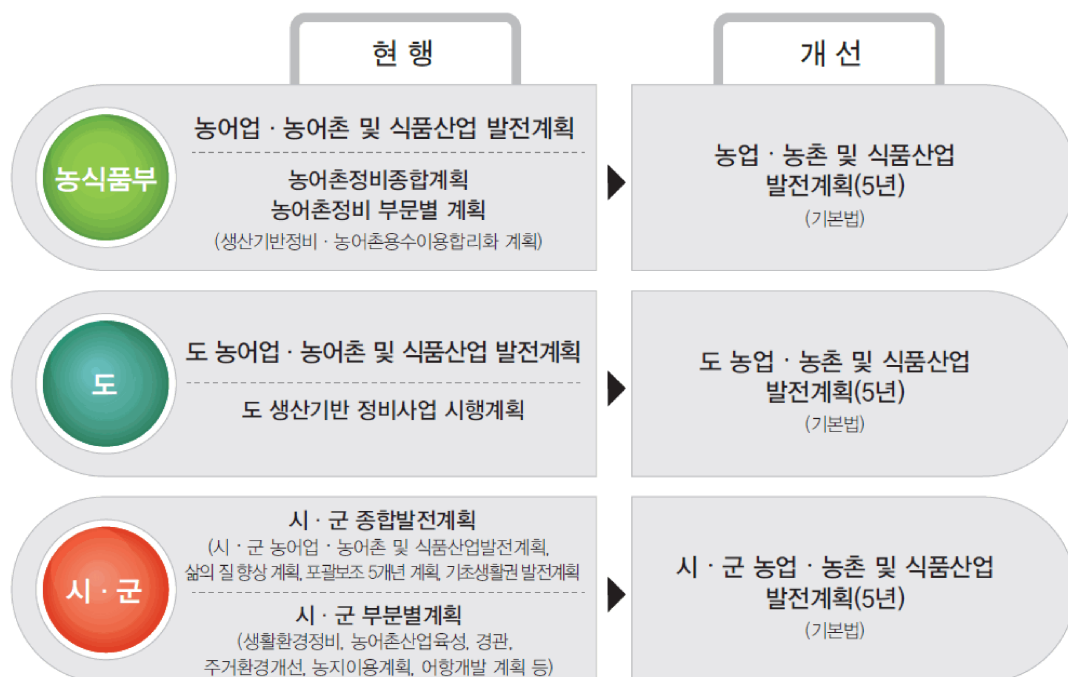 현 행
개 선
농식품부
농어업 · 농어촌 및 식품산업 발전계획
농어촌정비종합계획
농어촌정비 부문별 계획
(생산기반정비 · 농어촌용수이용합리화 계획)
농업 · 농촌 및 식품산업
발전계획(5년)
(기본법)
도
도 농어업 · 농어촌 및 식품산업 발전계획
도 생산기반 정비사업 시행계획
도 농업 · 농촌 및 식품산업
발전계획(5년)
(기본법)
시 · 군
시 · 군 종합발전계획
(시 · 군 농어업 · 농어촌 및 식품산업발전계획,
삶의 질 향상 계획, 포괄보조 5개년 계획, 기초생활권 발전계획
시 · 군 부분별계획
(생활환경정비, 농어촌산업육성, 경관,
주거환경개선, 농지이용계획, 어항개발 계획 등)
시 · 군 농업 · 농촌 및 식품산업
발전계획(5년)
(기본법)